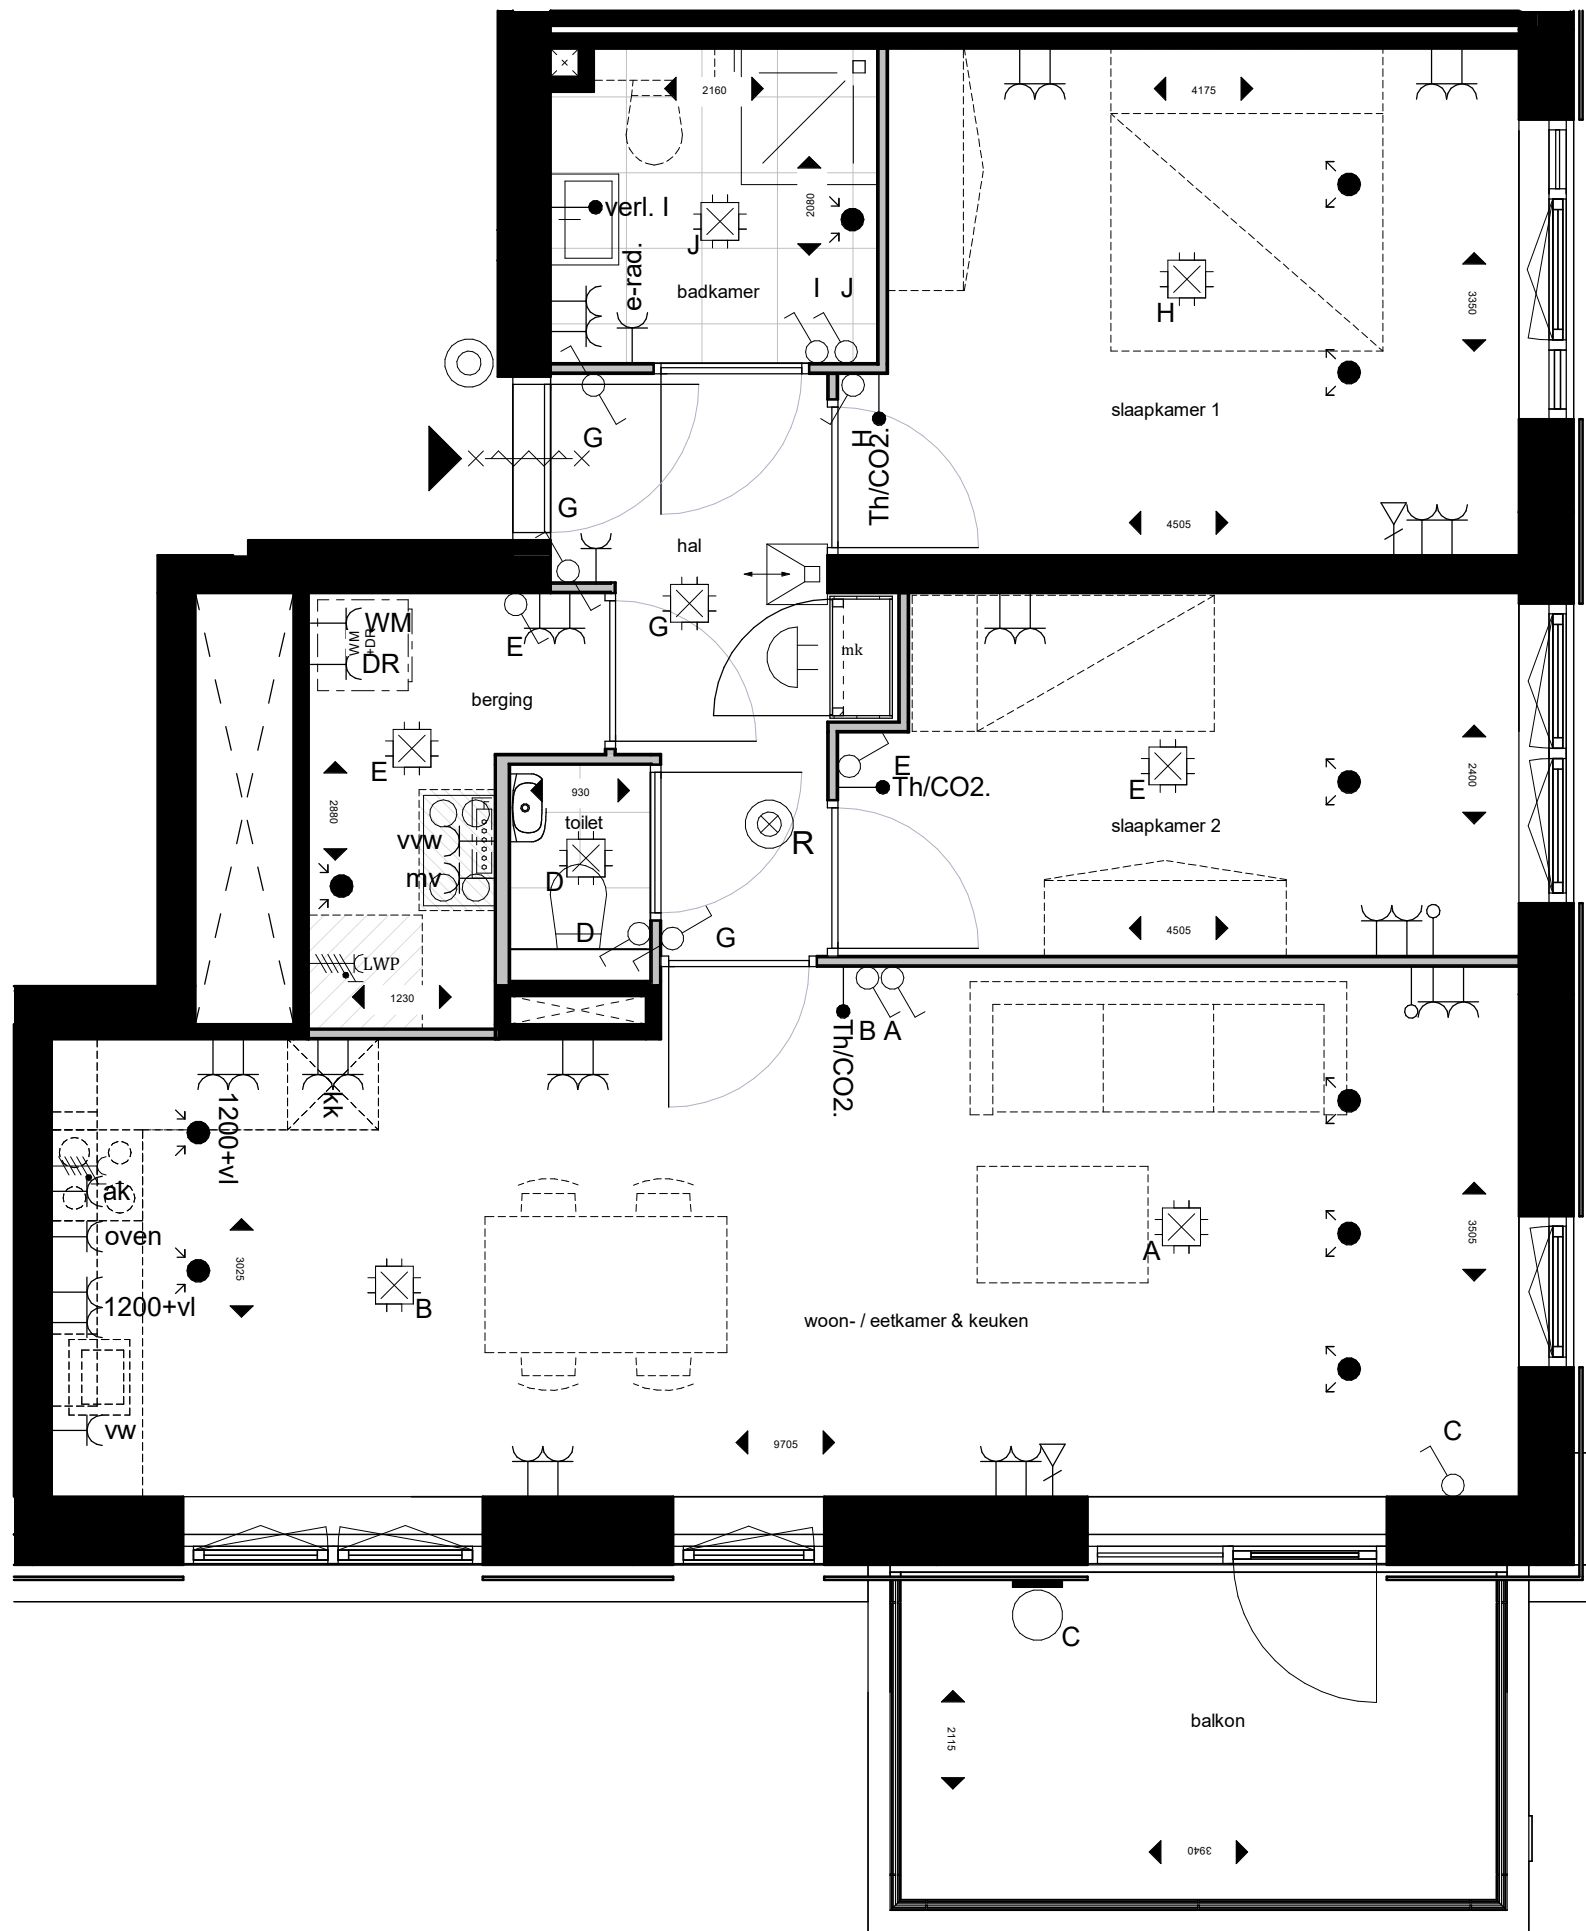 2160
4175
verl. I
2080
J
e-rad.
badkamer
I J
H
3350
slaapkamer 1
G
H
Th/CO2.
G
4505
hal
WM
WM
+DR
DR
G
E
mk
berging
E
E
Th/CO2.
E
2400
930
toilet
2880
vvw
mv
R
slaapkamer 2
D
D
G
4505
LWP
1230
B A
Th/CO2.
kk
1200+vl
ak
oven
3025
1200+vl
B
A
3505
woon- / eetkamer & keuken
vw
9705
C
C
balkon
2115
3940